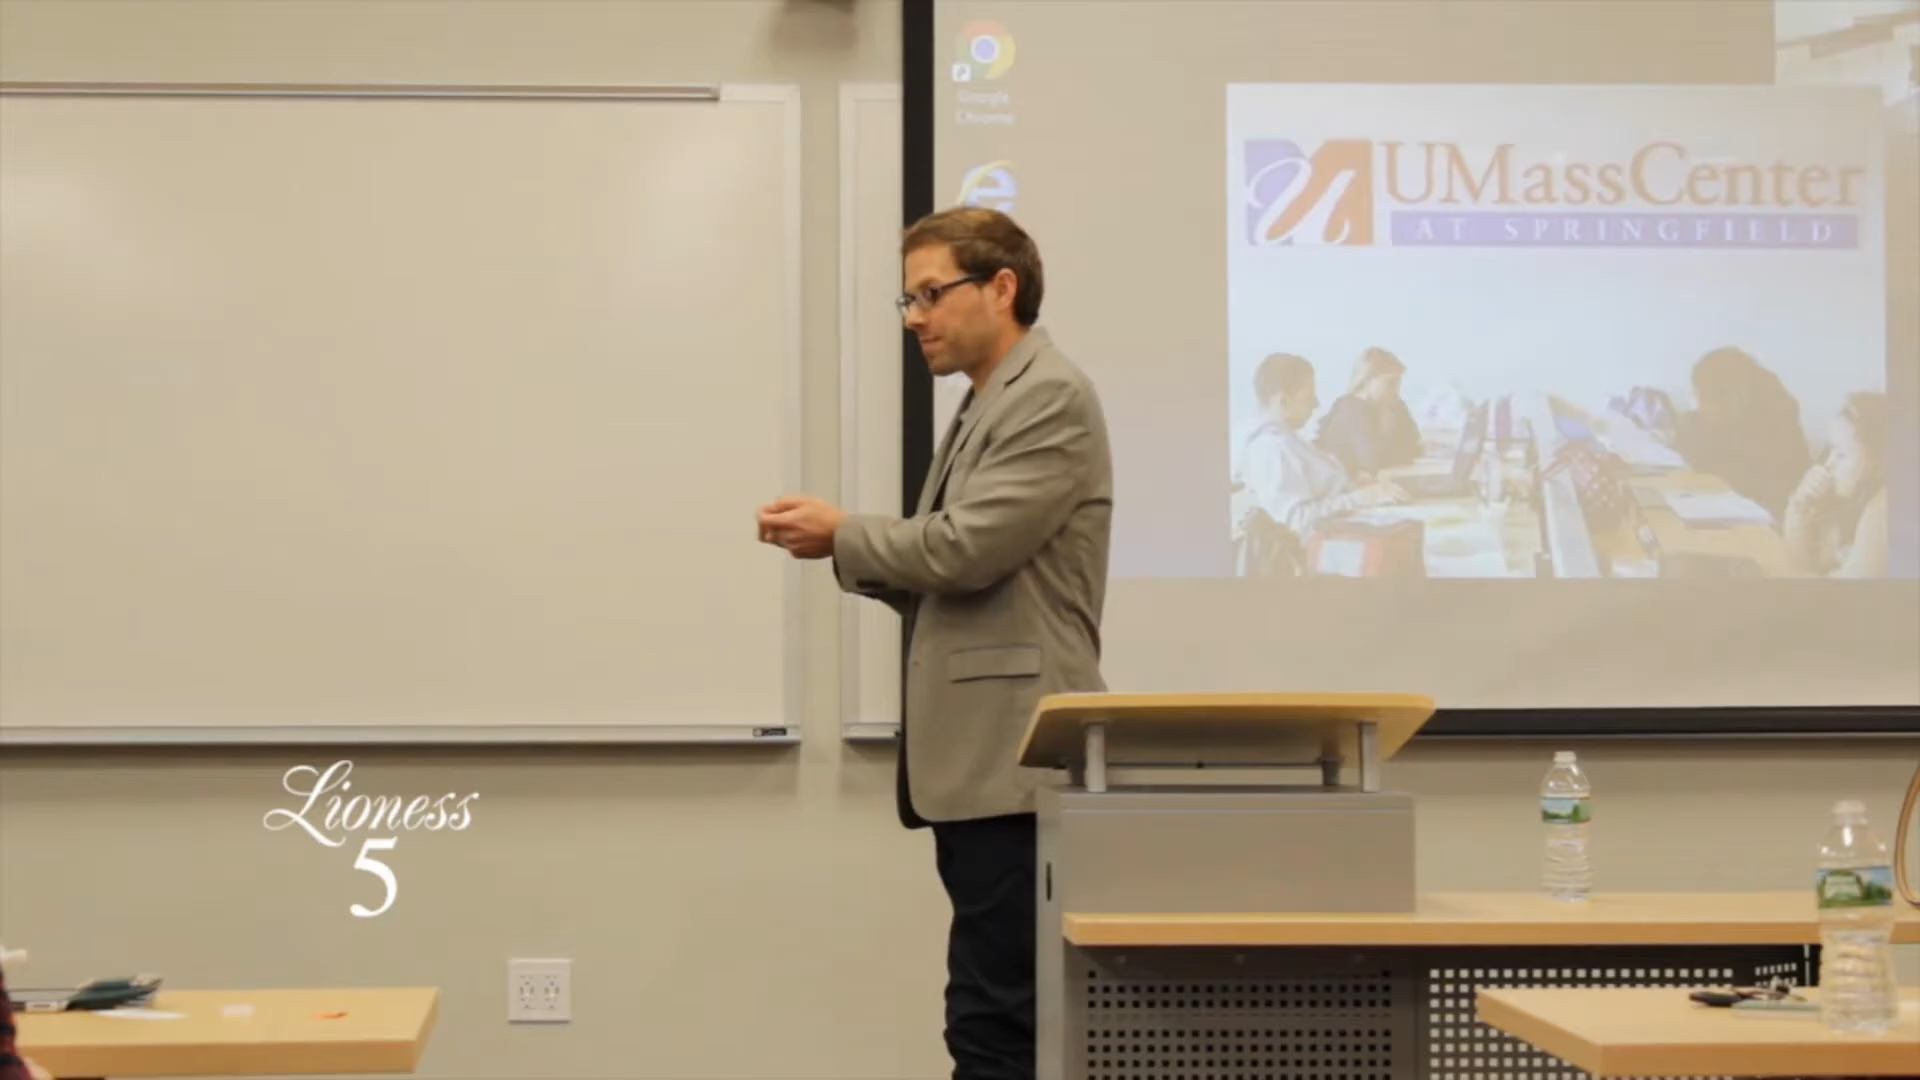 Google
Chrome
UMassCenter
AT SPRINGFIELD
Lioness
5